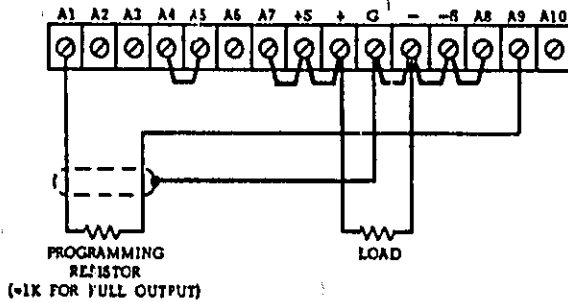 A1 A2 A3 A4 A5 A6 A7 +S + G - -S A8 A9 A10
PROGRAMMING
RESISTOR
(≈1K FOR FULL OUTPUT)
LOAD